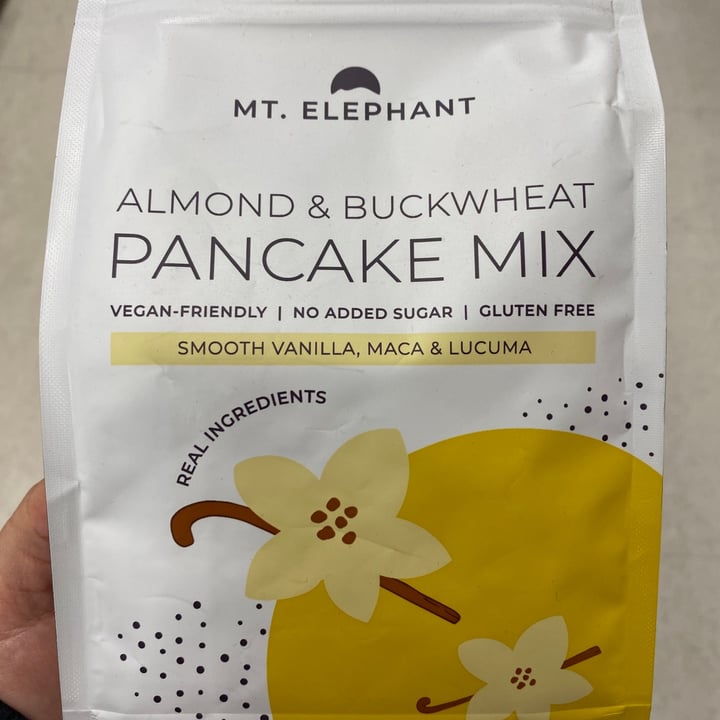 MT. ELEPHANT
ALMOND & BUCKWHEAT
PANCAKE MIX
VEGAN-FRIENDLY | NO ADDED SUGAR | GLUTEN FREE
SMOOTH VANILLA, MACA & LUCUMA
REAL INGREDIENTS